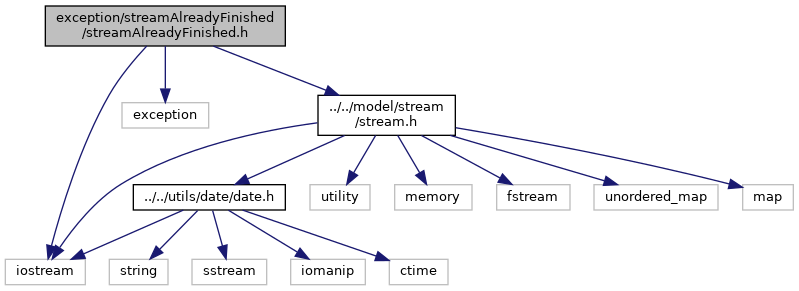 exception/streamAlreadyFinished
/streamAlreadyFinished.h
exception
../../model/stream
/stream.h
../../utils/date/date.h
utility
memory
fstream
unordered_map
map
iostream
string
sstream
iomanip
ctime